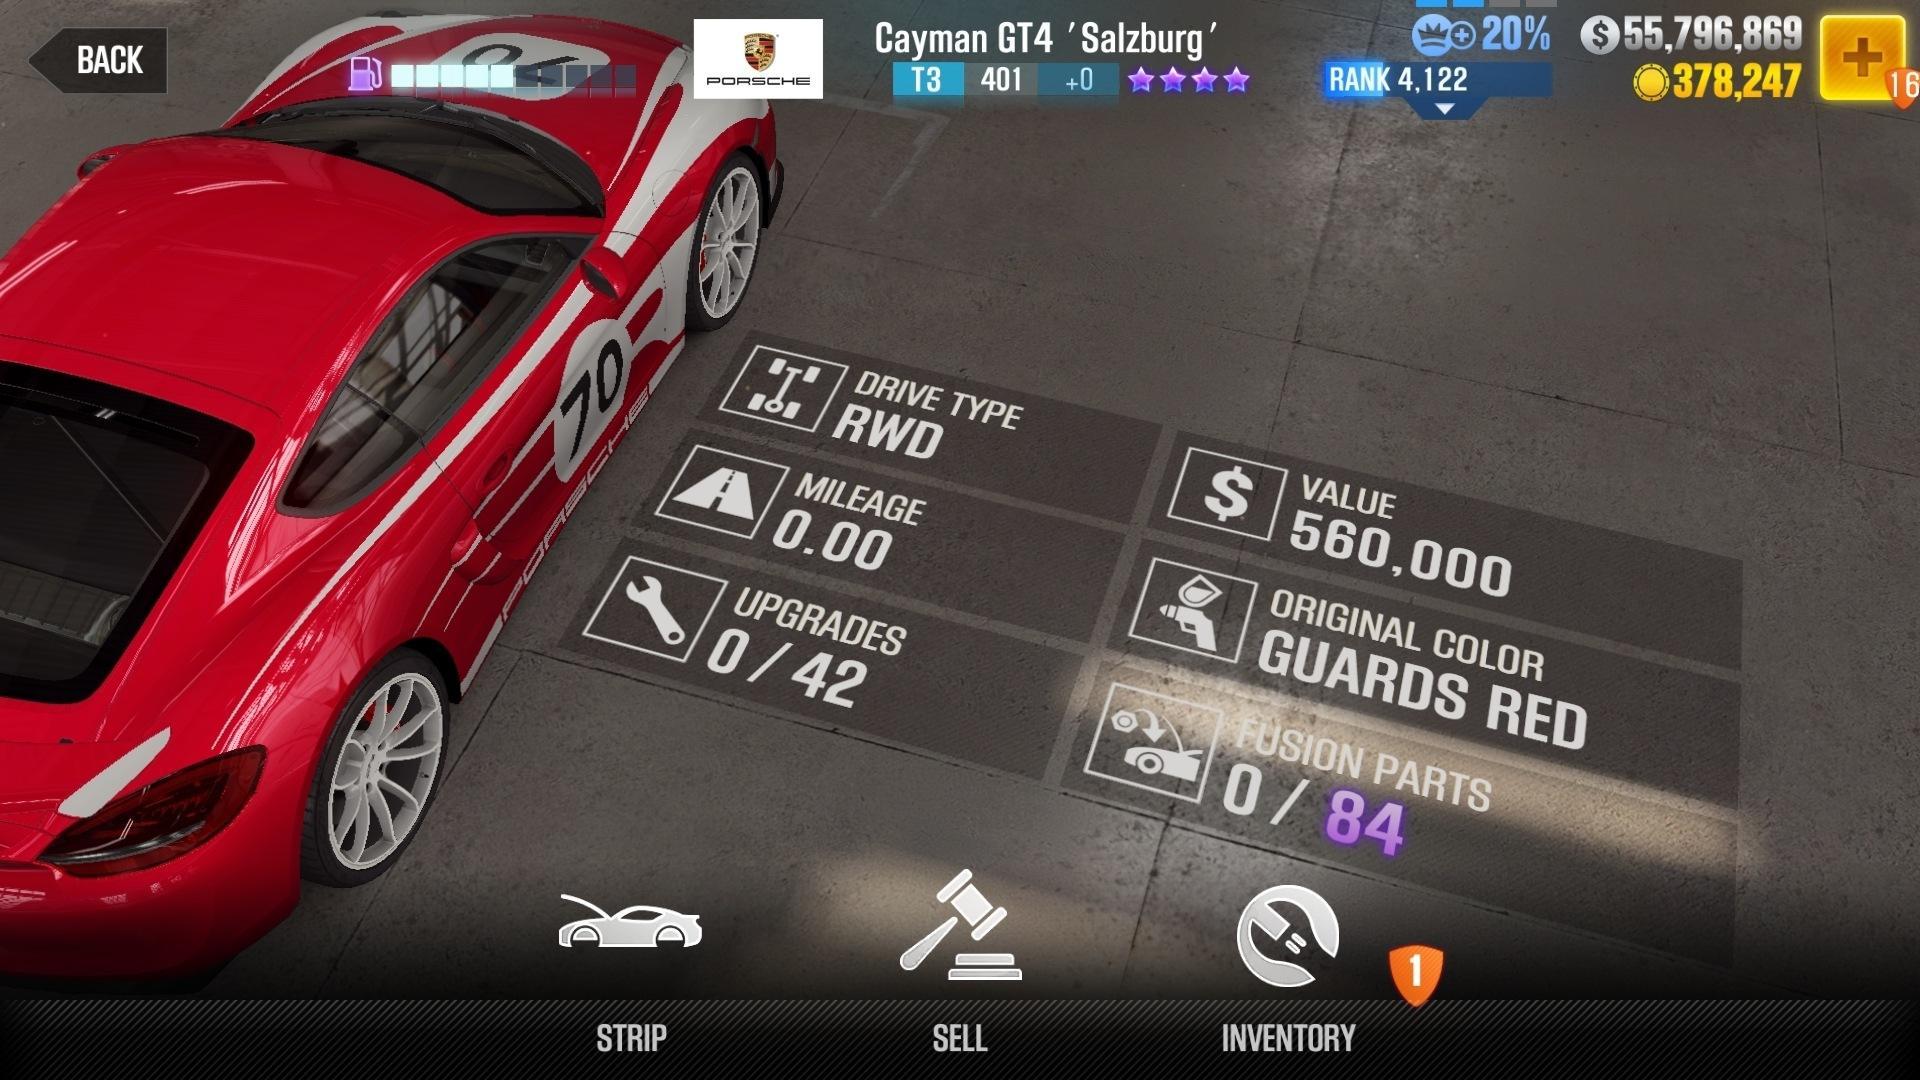 BACK
PORSCHE
Cayman GT4 'Salzburg'
T3 401 +0
RANK 4,122
20%
55,796,869
378,247
16
70
PORSCHE
DRIVE TYPE
RWD
MILEAGE
0.00
UPGRADES
0/42
VALUE
560,000
ORIGINAL COLOR
GUARDS RED
FUSION PARTS
0/84
STRIP
SELL
INVENTORY
1